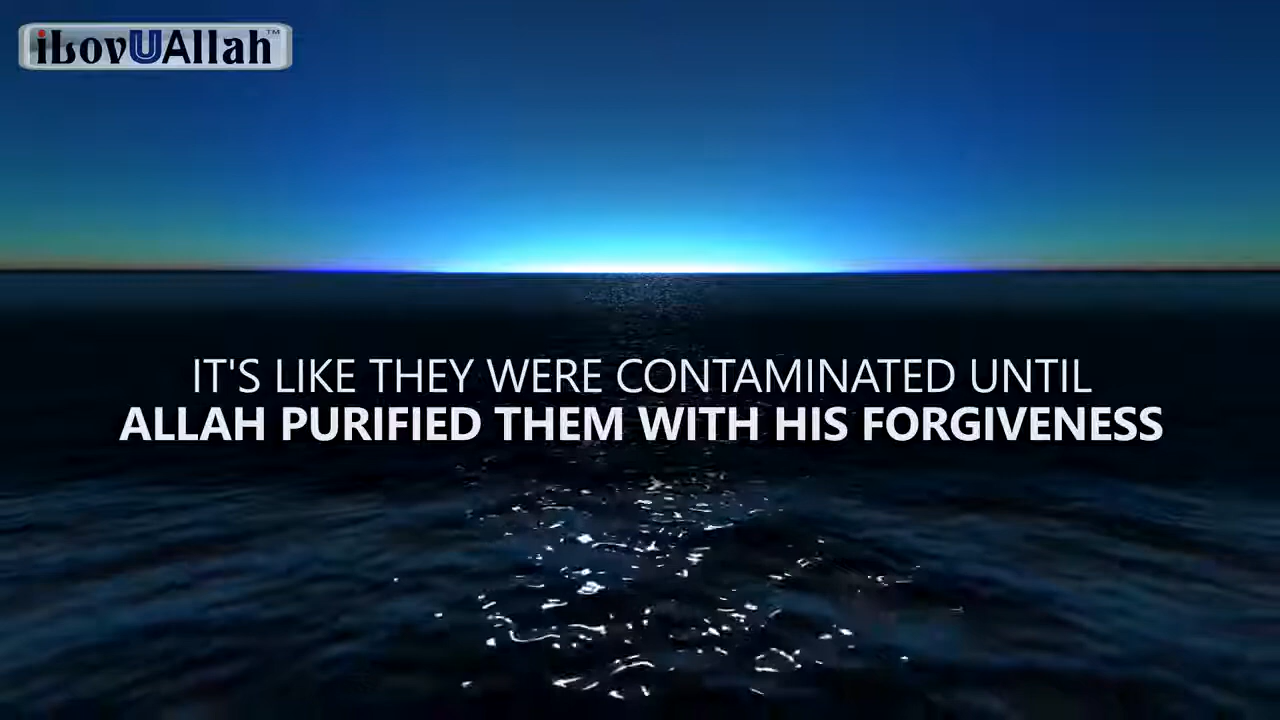 iLovUAllah™
IT'S LIKE THEY WERE CONTAMINATED UNTIL
ALLAH PURIFIED THEM WITH HIS FORGIVENESS